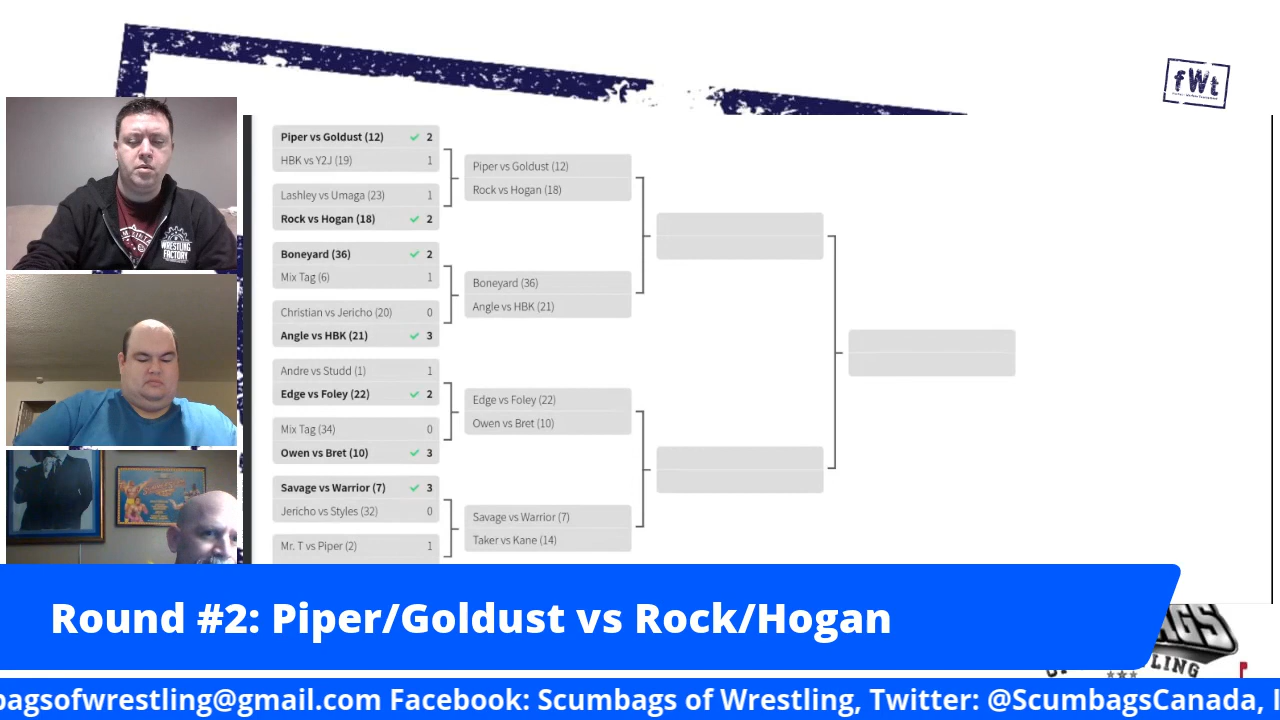 fWt
WRESTLING
FACTORY
Piper vs Goldust (12) 2
HBK vs Y2J (19) 1
Lashley vs Umaga (23) 1
Rock vs Hogan (18) 2
Boneyard (36) 2
Mix Tag (6) 1
Christian vs Jericho (20) 0
Angle vs HBK (21) 3
Andre vs Studd (1) 1
Edge vs Foley (22) 2
Mix Tag (34) 0
Owen vs Bret (10) 3
Savage vs Warrior (7) 3
Jericho vs Styles (32) 0
Mr. T vs Piper (2) 1
Piper vs Goldust (12)
Rock vs Hogan (18)
Boneyard (36)
Angle vs HBK (21)
Edge vs Foley (22)
Owen vs Bret (10)
Savage vs Warrior (7)
Taker vs Kane (14)
Round #2: Piper/Goldust vs Rock/Hogan
bagsofwrestling@gmail.com Facebook: Scumbags of Wrestling, Twitter: @ScumbagsCanada,